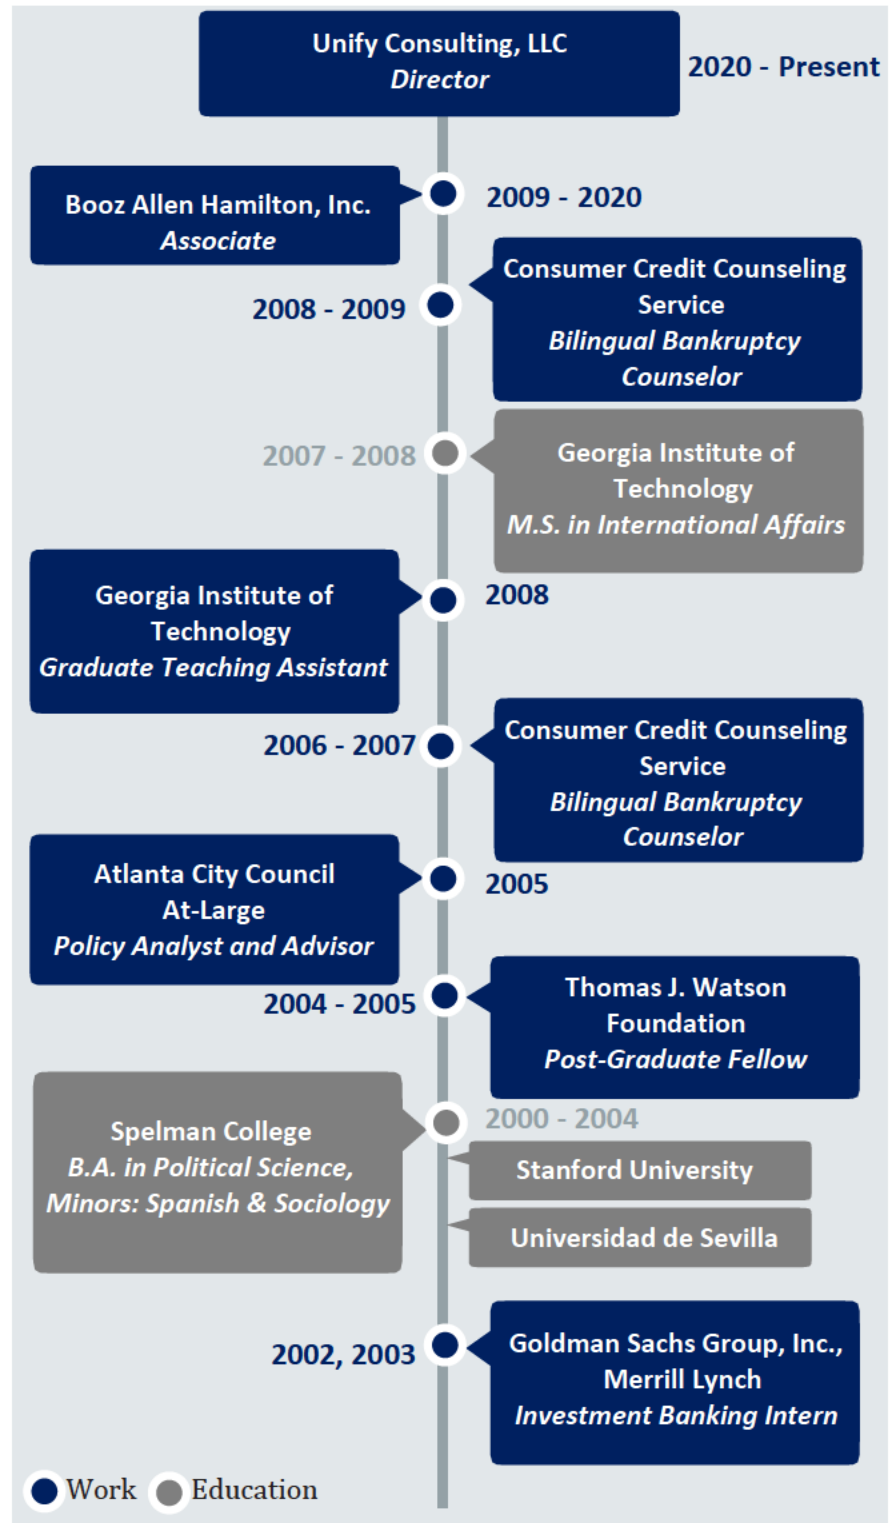 Unify Consulting, LLC
Director
2020 - Present
Booz Allen Hamilton, Inc.
Associate
2009 - 2020
Consumer Credit Counseling
Service
Bilingual Bankruptcy
Counselor
2008 - 2009
2007 - 2008
Georgia Institute of
Technology
M.S. in International Affairs
Georgia Institute of
Technology
Graduate Teaching Assistant
2008
2006 - 2007
Consumer Credit Counseling
Service
Bilingual Bankruptcy
Counselor
Atlanta City Council
At-Large
Policy Analyst and Advisor
2005
2004 - 2005
Thomas J. Watson
Foundation
Post-Graduate Fellow
Spelman College
B.A. in Political Science,
Minors: Spanish & Sociology
2000 - 2004
Stanford University
Universidad de Sevilla
2002, 2003
Goldman Sachs Group, Inc.,
Merrill Lynch
Investment Banking Intern
Work
Education